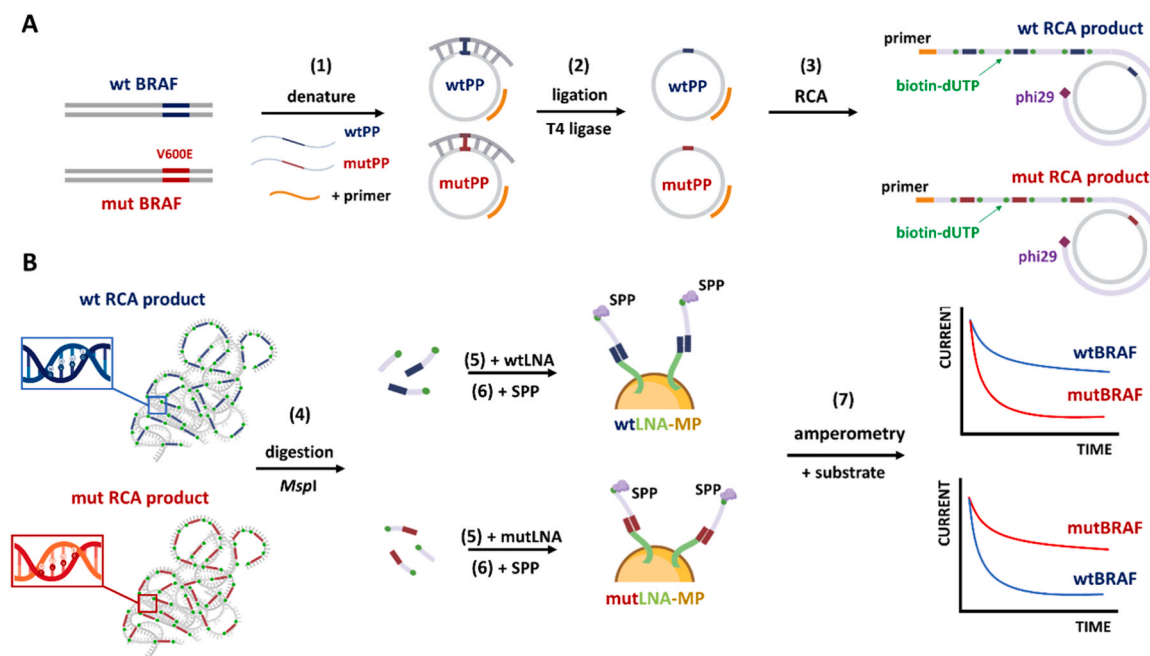 A
wt BRAF
V600E
mut BRAF
(1)
denature
wtPP
mutPP
+ primer
wtPP
mutPP
(2)
ligation
T4 ligase
wtPP
mutPP
(3)
RCA
wt RCA product
primer
biotin-dUTP
phi29
mut RCA product
primer
biotin-dUTP
phi29
B
wt RCA product
mut RCA product
(4)
digestion
MspI
(5) + wtLNA
(6) + SPP
SPP
SPP
wtLNA-MP
(5) + mutLNA
(6) + SPP
SPP
SPP
mutLNA-MP
(7)
amperometry
+ substrate
CURRENT
wtBRAF
mutBRAF
TIME
CURRENT
mutBRAF
wtBRAF
TIME